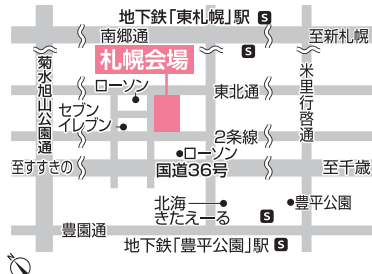 地下鉄「東札幌」駅 S
南郷通
至新札幌
S
札幌会場
菊水旭山公園通
ローソン
東北通
米里行啓通
セブン
イレブン
2条線
ローソン
至すすきの
国道36号
至千歳
北海
きたえーる
豊平公園
S
豊園通
地下鉄「豊平公園」駅 S
N